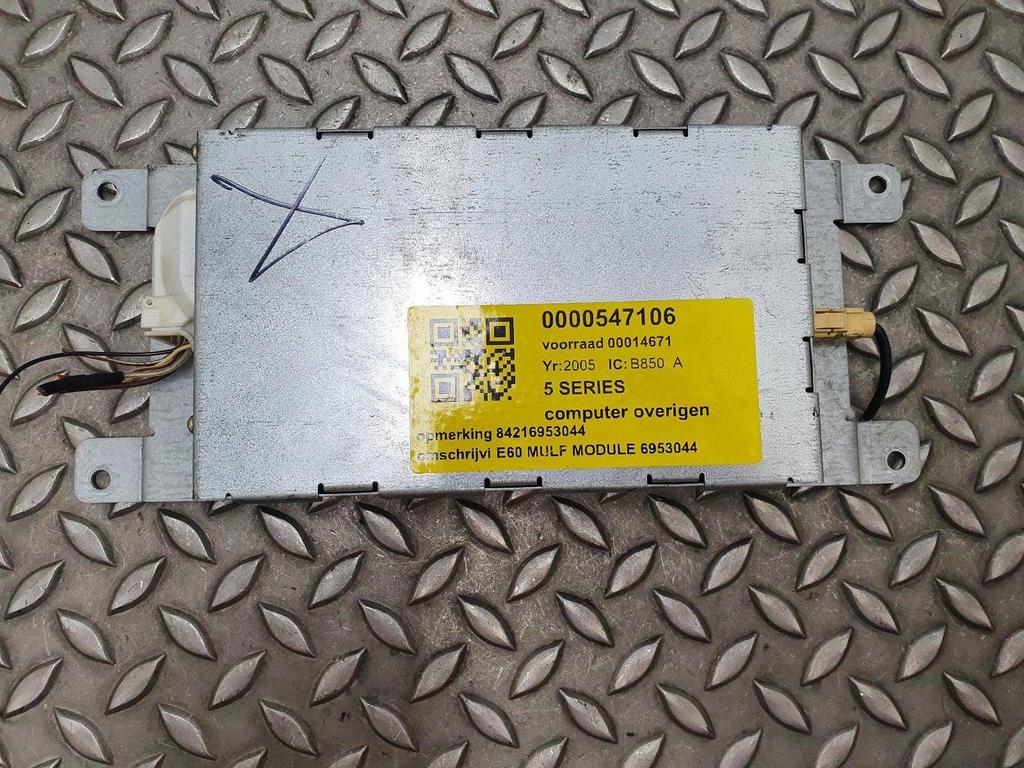 0000547106
voorraad 00014671
Yr: 2005 IC: B850 A
5 SERIES
computer overigen
opmerking 84216953044
omschrijvi E60 MULF MODULE 6953044